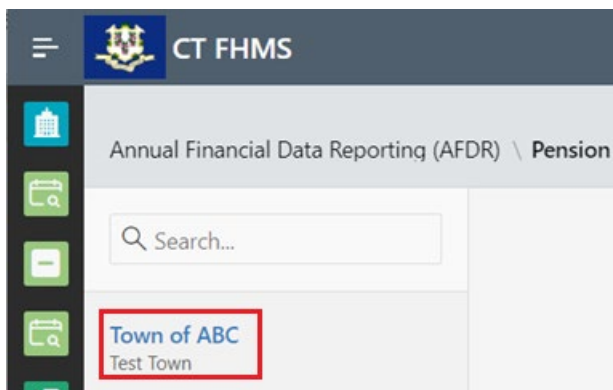 CT FHMS
Annual Financial Data Reporting (AFDR) \ Pension
Search...
Town of ABC
Test Town